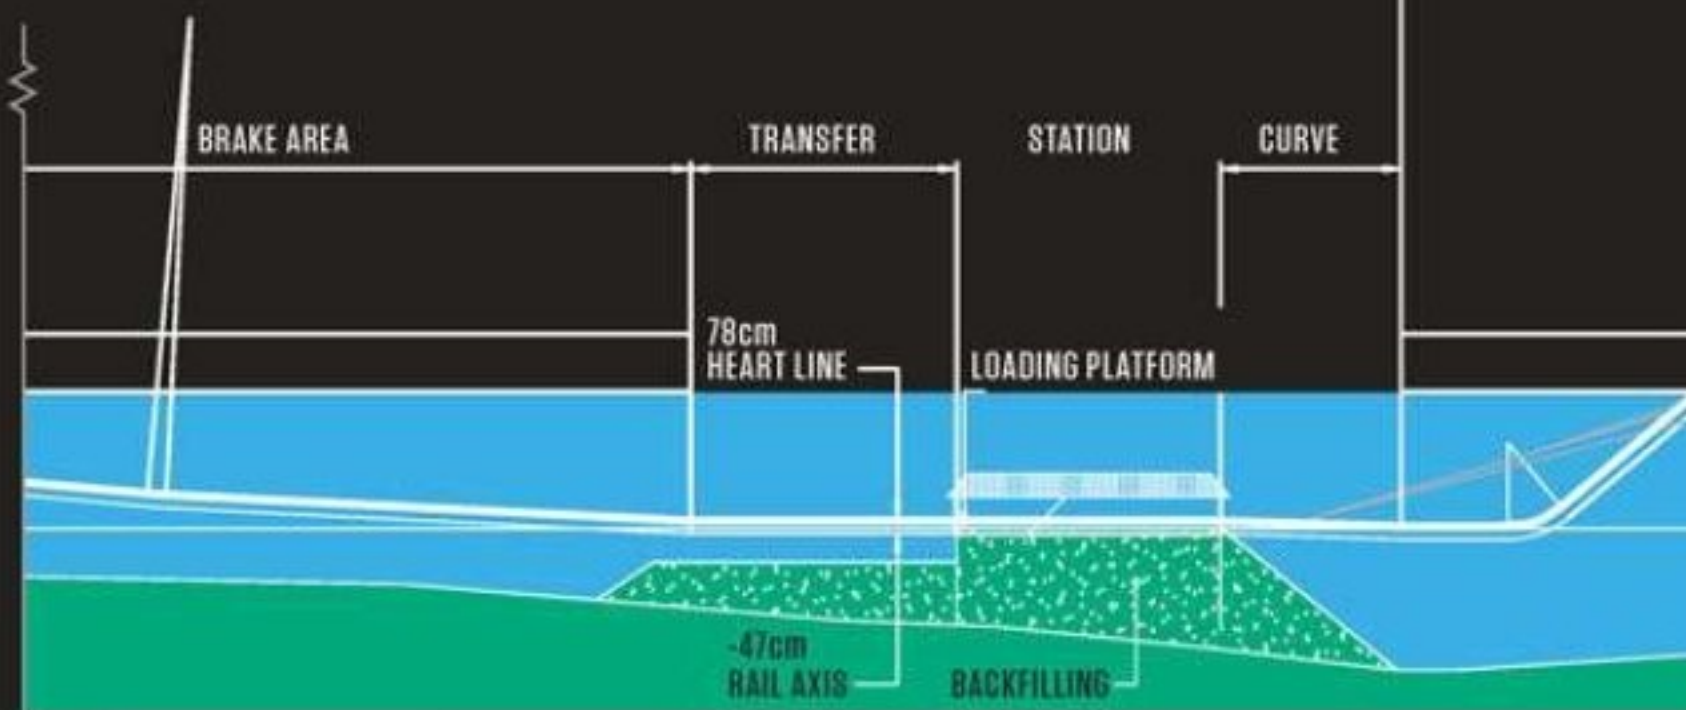 BRAKE AREA
TRANSFER
STATION
CURVE
78cm
HEART LINE
LOADING PLATFORM
-47cm
RAIL AXIS
BACKFILLING